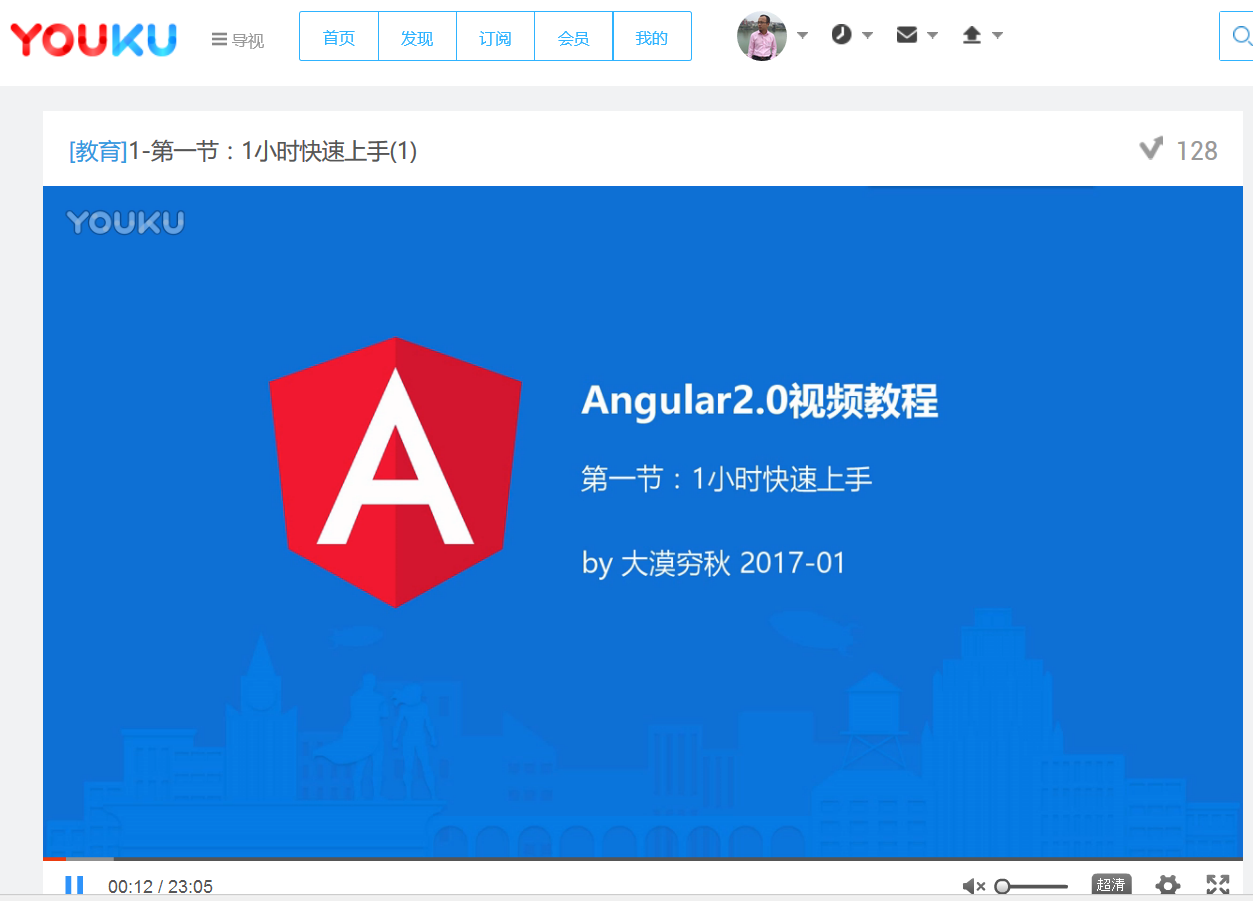 YOUKU
导视
首页
发现
订阅
会员
我的
[教育]1-第一节：1小时快速上手(1)
128
YOUKU
Angular2.0视频教程
第一节：1小时快速上手
by 大漠穷秋 2017-01
00:12 / 23:05
超清